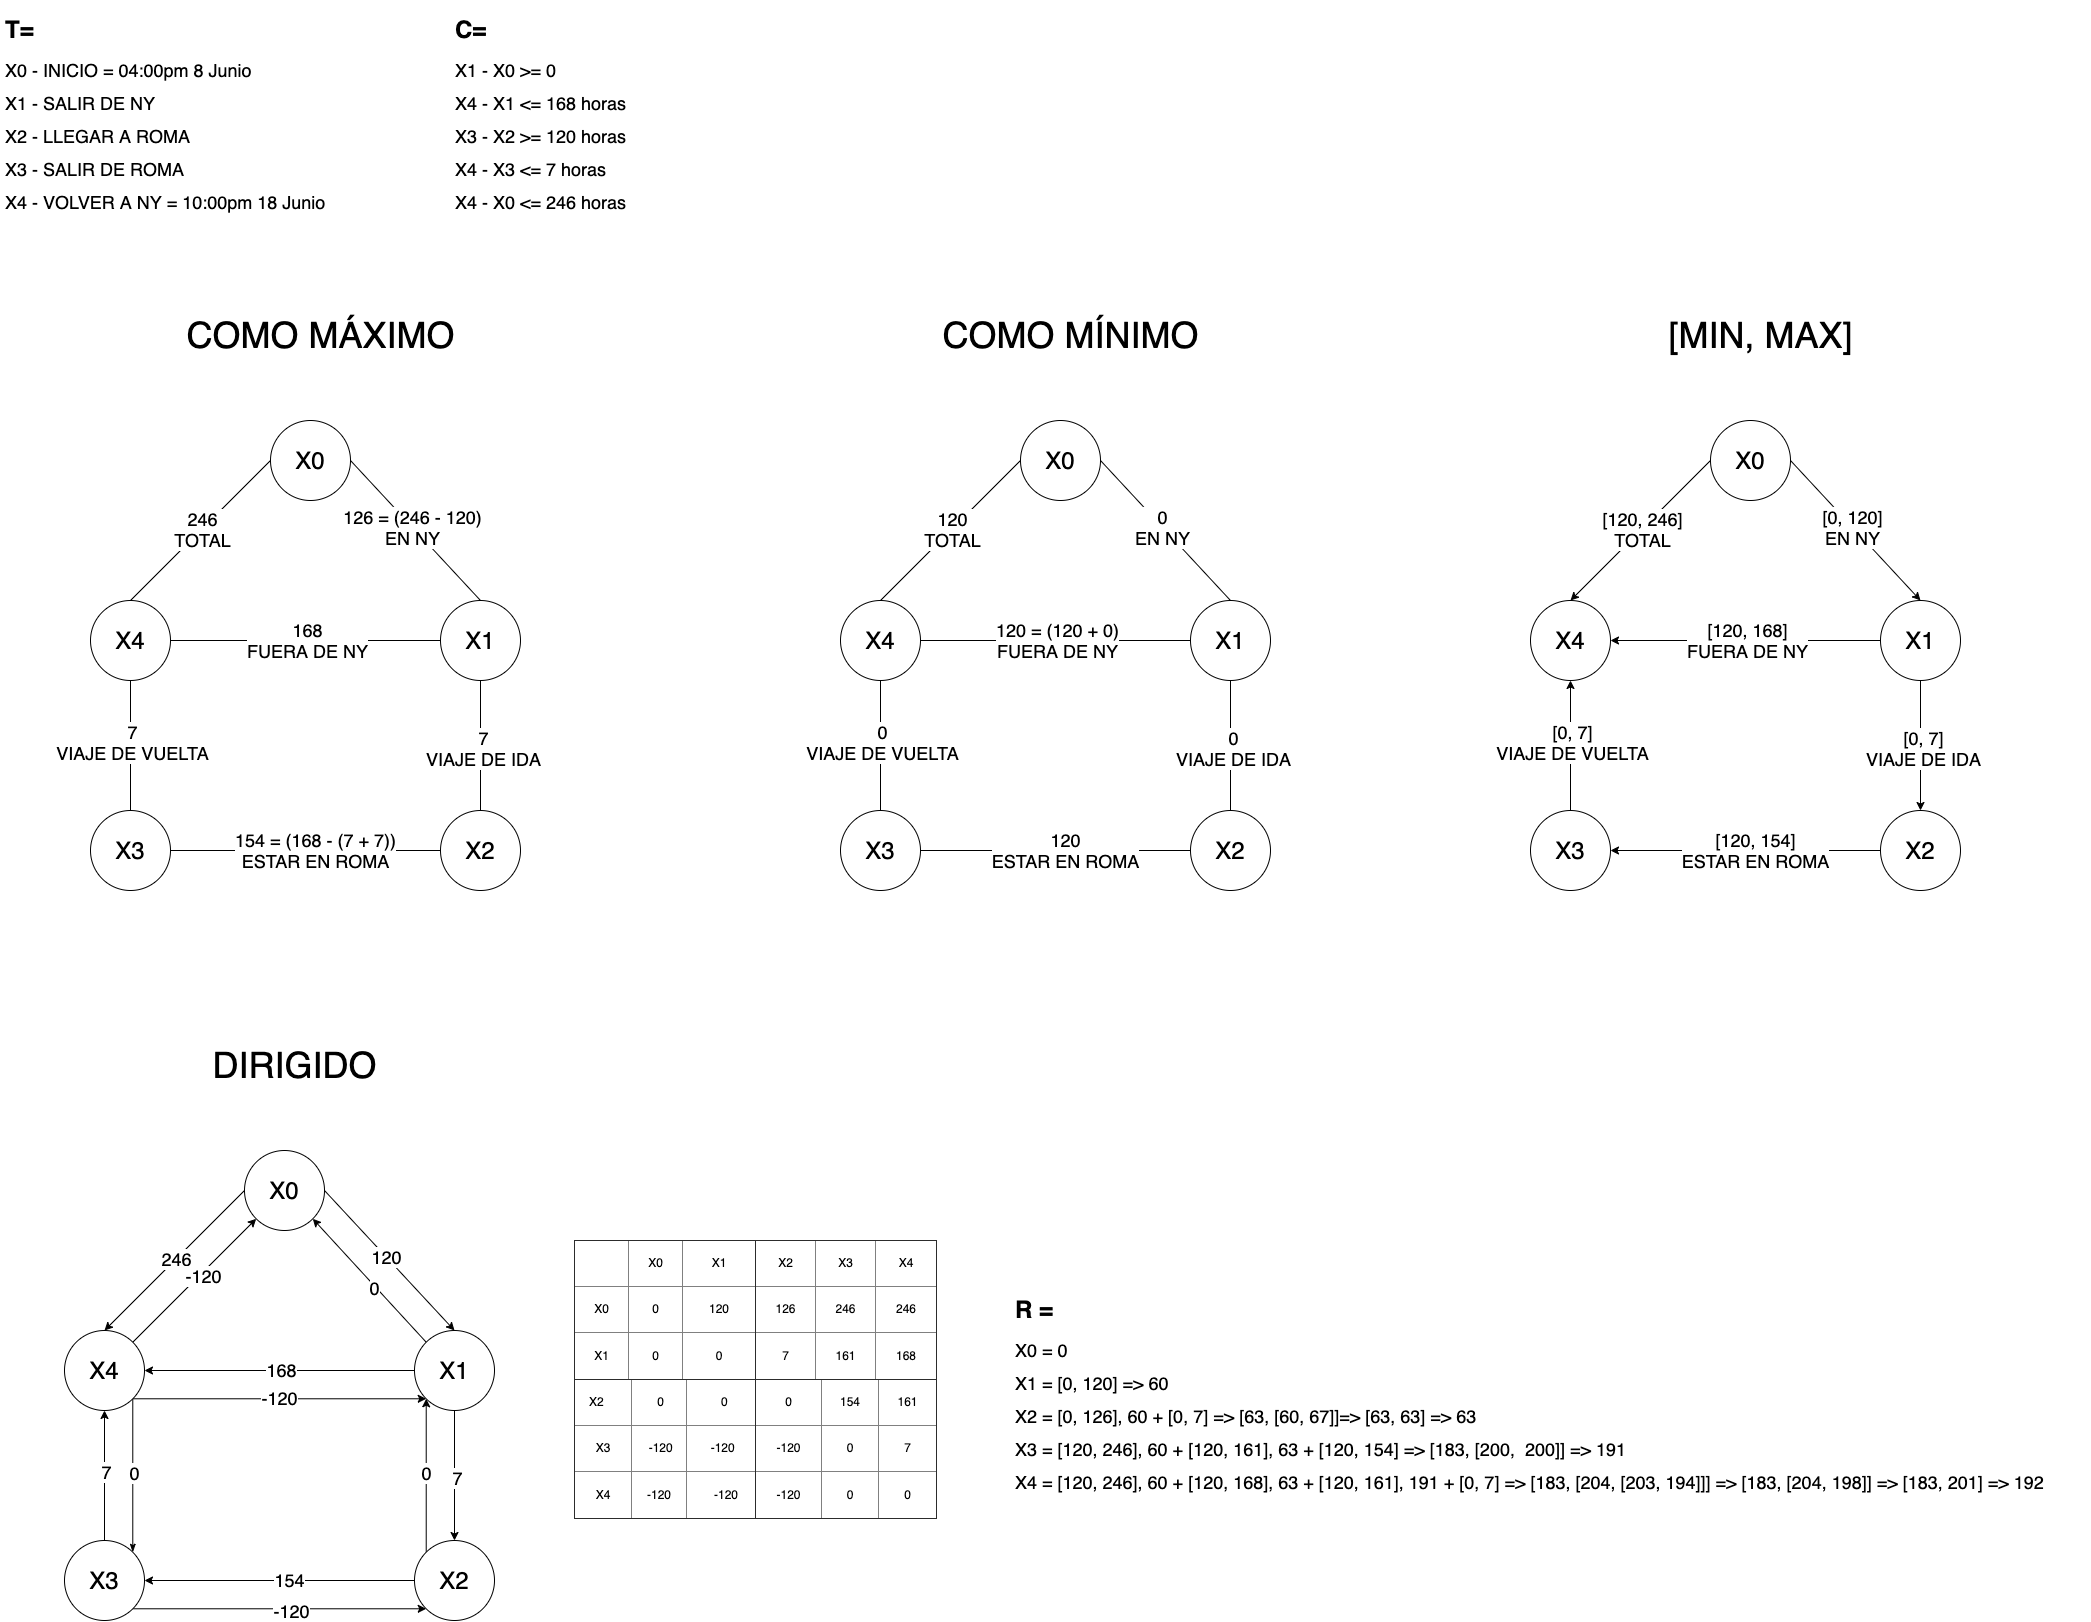 T=
X0 - INICIO = 04:00pm 8 Junio
X1 - SALIR DE NY
X2 - LLEGAR A ROMA
X3 - SALIR DE ROMA
X4 - VOLVER A NY = 10:00pm 18 Junio
C=
X1 - X0 >= 0
X4 - X1 <= 168 horas
X3 - X2 >= 120 horas
X4 - X3 <= 7 horas
X4 - X0 <= 246 horas
COMO MÁXIMO
X0
246
TOTAL
126 = (246 - 120)
EN NY
X4
168
FUERA DE NY
X1
7
VIAJE DE VUELTA
7
VIAJE DE IDA
X3
154 = (168 - (7 + 7))
ESTAR EN ROMA
X2
COMO MÍNIMO
X0
120
TOTAL
0
EN NY
X4
120 = (120 + 0)
FUERA DE NY
X1
0
VIAJE DE VUELTA
0
VIAJE DE IDA
X3
120
ESTAR EN ROMA
X2
[MIN, MAX]
X0
[120, 246]
TOTAL
[0, 120]
EN NY
X4
[120, 168]
FUERA DE NY
X1
[0, 7]
VIAJE DE VUELTA
[0, 7]
VIAJE DE IDA
X3
[120, 154]
ESTAR EN ROMA
X2
DIRIGIDO
X0
246
-120
120
0
X4
168
-120
X1
7
0
0
7
X3
154
-120
X2
X0 X1 X2 X3 X4
X0 0 120 126 246 246
X1 0 0 7 161 168
X2 0 0 0 154 161
X3 -120 -120 -120 0 7
X4 -120 -120 -120 0 0
R =
X0 = 0
X1 = [0, 120] => 60
X2 = [0, 126], 60 + [0, 7] => [63, [60, 67]]=> [63, 63] => 63
X3 = [120, 246], 60 + [120, 161], 63 + [120, 154] => [183, [200, 200]] => 191
X4 = [120, 246], 60 + [120, 168], 63 + [120, 161], 191 + [0, 7] => [183, [204, [203, 194]]] => [183, [204, 198]] => [183, 201] => 192